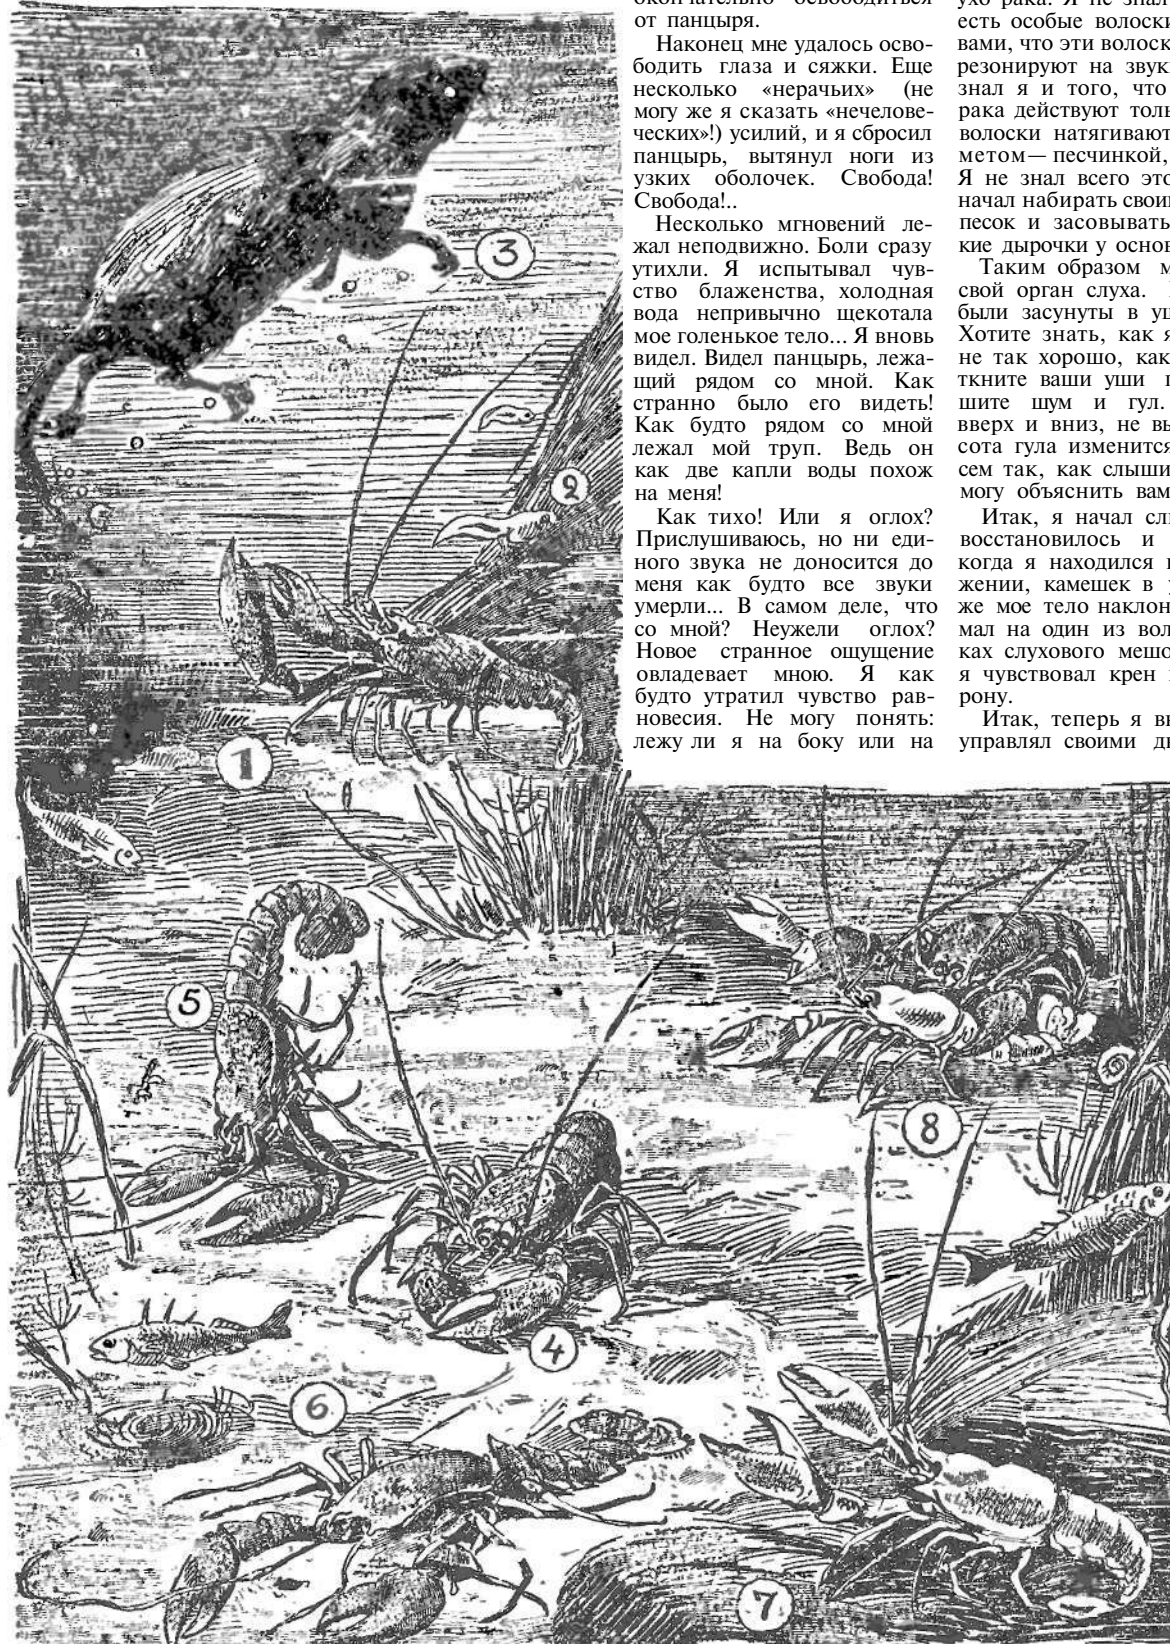 окончательно освободиться
от панцыря.
Наконец мне удалось осво-
бодить глаза и сяжки. Еще
несколько «нерачьих» (не
могу же я сказать «нечелове-
ческих»!) усилий, и я сбросил
панцырь, вытянул ноги из
узких оболочек. Свобода!
Свобода!..
Несколько мгновений ле-
жал неподвижно. Боли сразу
утихли. Я испытывал чув-
ство блаженства, холодная
вода непривычно щекотала
мое голенькое тело... Я вновь
видел. Видел панцырь, лежа-
щий рядом со мной. Как
странно было его видеть!
Как будто рядом со мной
лежал мой труп. Ведь он
как две капли воды похож
на меня!
Как тихо! Или я оглох?
Прислушиваюсь, но ни еди-
ного звука не доносится до
меня как будто все звуки
умерли... В самом деле, что
со мной? Неужели оглох?
Новое странное ощущение
овладевает мною. Я как
будто утратил чувство рав-
новесия. Не могу понять:
лежу ли я на боку или на
ухо рака. Я не знал
есть особые волоски
вами, что эти волоск
резонируют на звук
знал я и того, что
рака действуют толь
волоски натягивают
метом— песчинкой,
Я не знал всего это
начал набирать свои
песок и засовывать
кие дырочки у основ
Таким образом м
свой орган слуха.
были засунуты в уш
Хотите знать, как я
не так хорошо, как
ткните ваши уши п
шите шум и гул.
вверх и вниз, не вы
сота гула изменится
сем так, как слыши
могу объяснить вам
Итак, я начал сл
восстановилось и
когда я находился в
жении, камешек в у
же мое тело наклон
мал на один из вол
ках слухового мешо
я чувствовал крен
рону.
Итак, теперь я вп
управлял своими дв
3
2
1
5
8
4
6
7